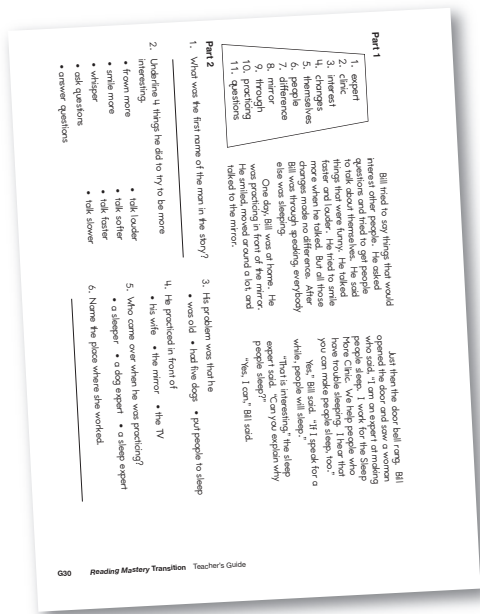 Part 1
1. expert
2. clinic
3. interest
4. changes
5. themselves
6. people
7. difference
8. mirror
9. through
10. practicing
11. questions
Bill tried to say things that would
interest other people. He asked
questions and tried to get people
to talk about themselves. He said
things that were funny. He talked
faster and louder. He tried to smile
more when he talked. But all those
changes made no difference. After
Bill was through speaking, everybody
else was sleeping.
One day, Bill was at home. He
was practicing in front of the mirror.
He smiled, moved around a lot, and
talked to the mirror.
Just then the door bell rang. Bill
opened the door and saw a woman
who said, "I am an expert at making
people sleep. I work for the Sleep
More Clinic. We help people who
have trouble sleeping. I hear that
you can make people sleep, too."
"Yes," Bill said. "If I speak for a
while, people will sleep."
"That is interesting," the sleep
expert said. "Can you explain why
people sleep?"
"Yes, I can," Bill said.
Part 2
1. What was the first name of the man in the story?
2. Underline 4 things he did to try to be more
interesting.
• frown more
• smile more
• whisper
• ask questions
• answer questions
• talk louder
• talk softer
• talk faster
• talk slower
3. His problem was that he
• was old • had five dogs • put people to sleep
4. He practiced in front of
• his wife • the mirror • the TV
5. Who came over when he was practicing?
• a sleeper • a dog expert • a sleep expert
6. Name the place where she worked.
G30 Reading Mastery Transition Teacher's Guide